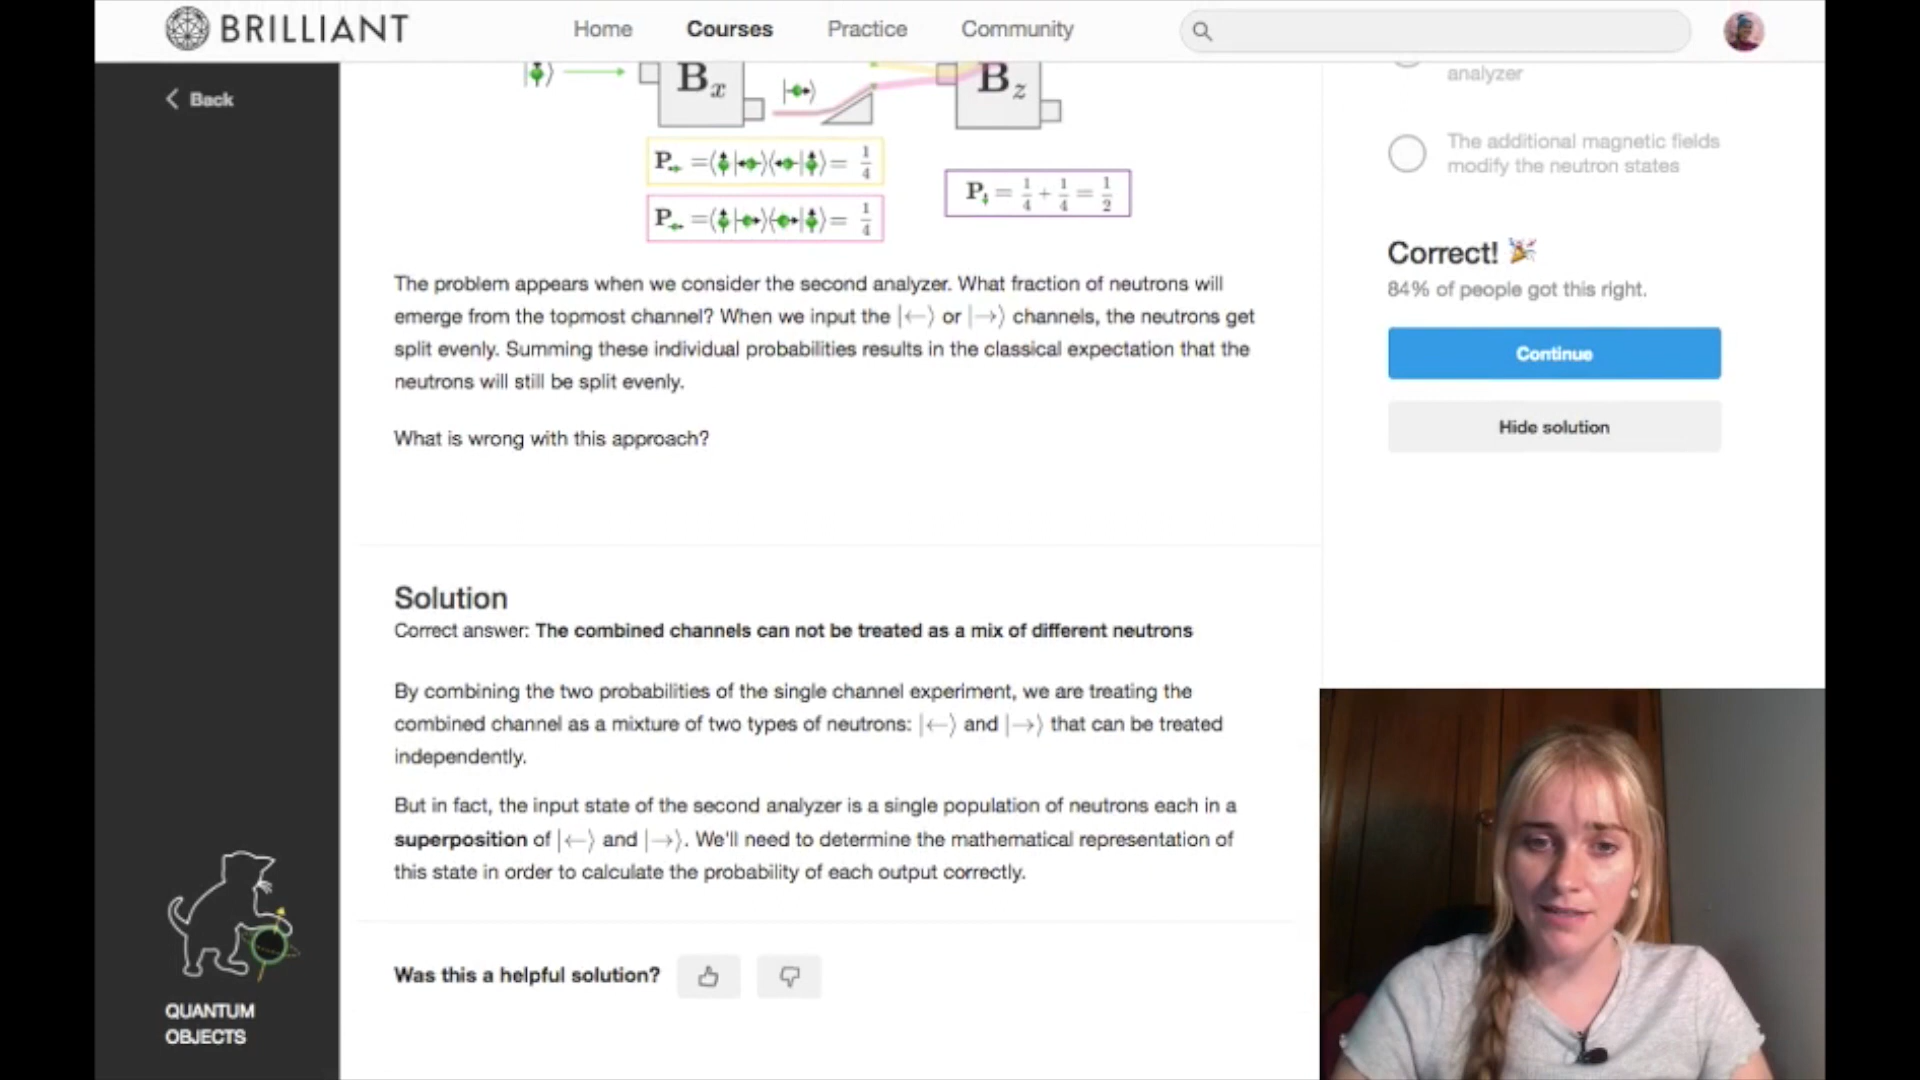 BRILLIANT
Home Courses Practice Community
Back
B_x
B_z
analyzer
The additional magnetic fields
modify the neutron states
= 1/4
P = 1/4 + 1/4 = 1/2
= 1/4
Correct!
84% of people got this right.
Continue
Hide solution
The problem appears when we consider the second analyzer. What fraction of neutrons will
emerge from the topmost channel? When we input the |←⟩ or |→⟩ channels, the neutrons get
split evenly. Summing these individual probabilities results in the classical expectation that the
neutrons will still be split evenly.
What is wrong with this approach?
Solution
Correct answer: The combined channels can not be treated as a mix of different neutrons
By combining the two probabilities of the single channel experiment, we are treating the
combined channel as a mixture of two types of neutrons: |←⟩ and |→⟩ that can be treated
independently.
But in fact, the input state of the second analyzer is a single population of neutrons each in a
superposition of |←⟩ and |→⟩. We'll need to determine the mathematical representation of
this state in order to calculate the probability of each output correctly.
Was this a helpful solution?
QUANTUM
OBJECTS